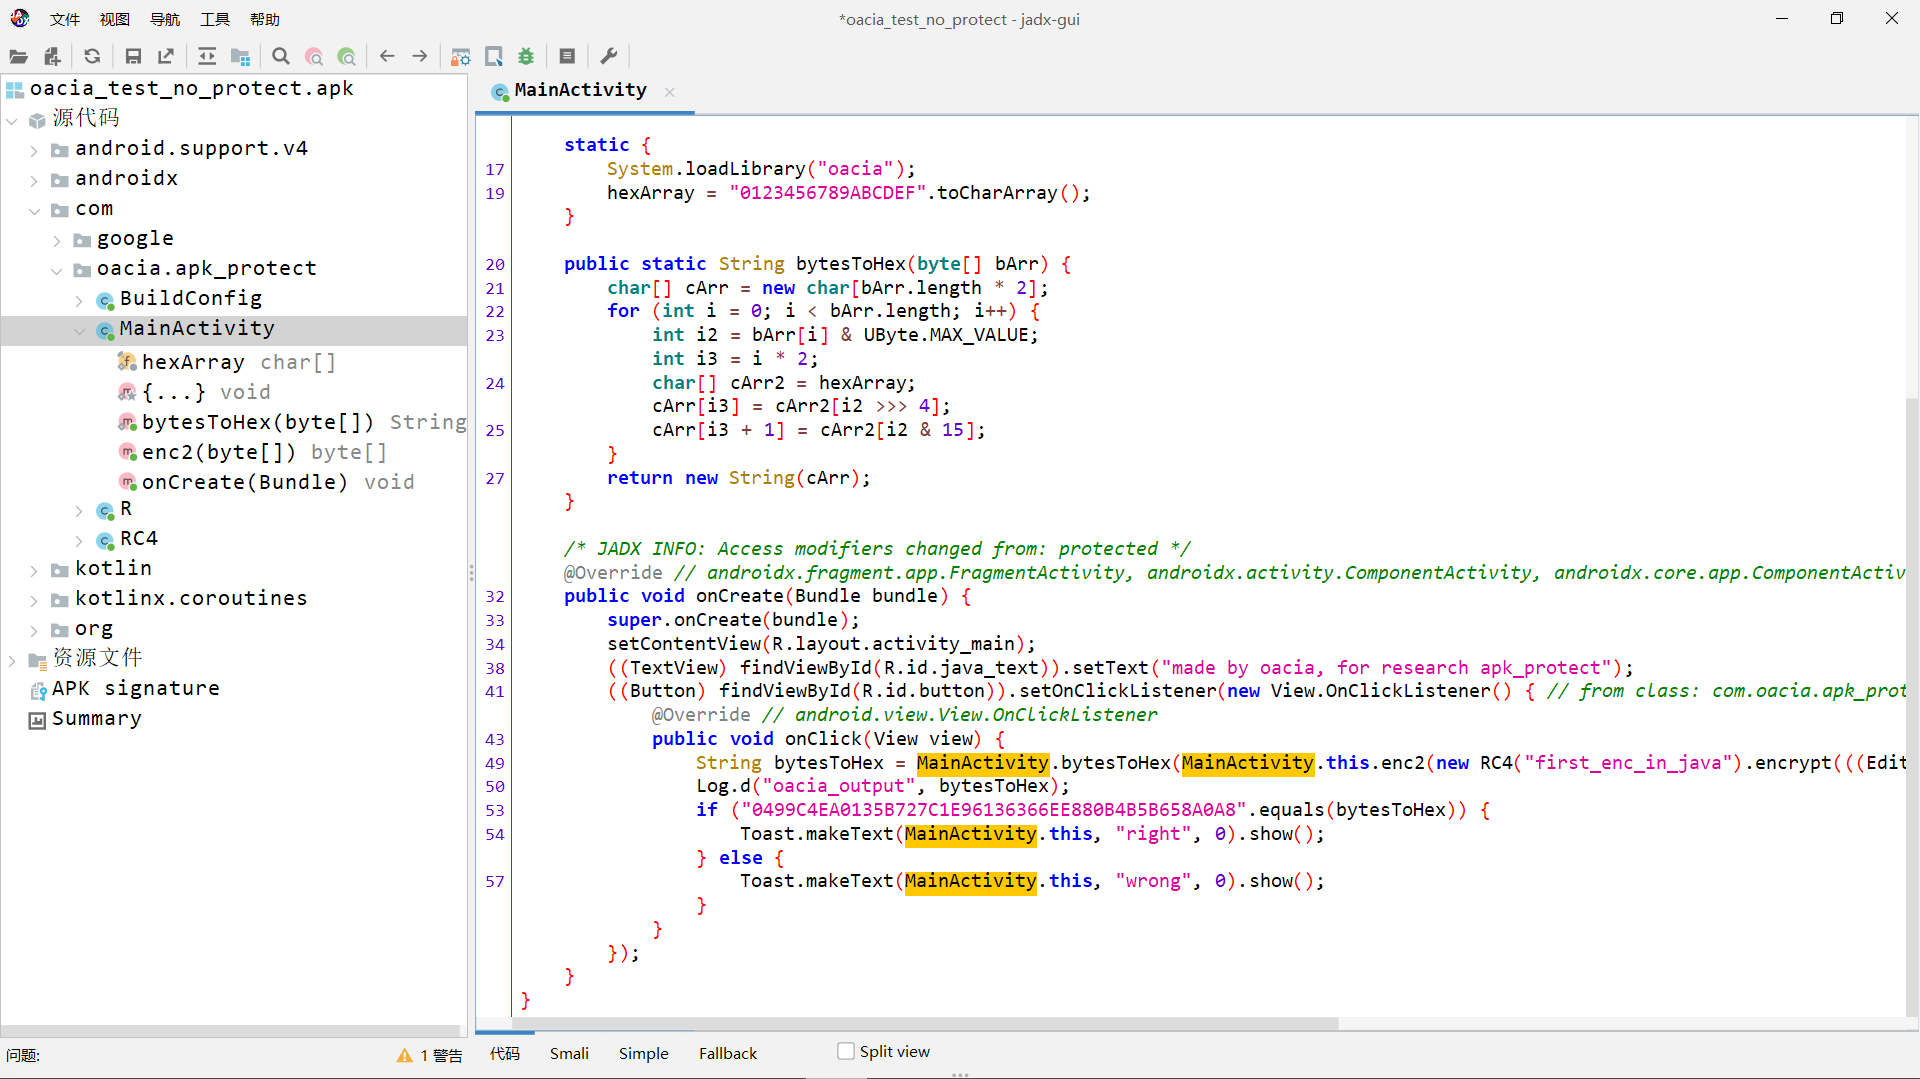 文件 视图 导航 工具 帮助
*oacia_test_no_protect - jadx-gui
oacia_test_no_protect.apk
源代码
android.support.v4
androidx
com
google
oacia.apk_protect
BuildConfig
MainActivity
hexArray char[]
{...} void
bytesToHex(byte[]) String
enc2(byte[]) byte[]
onCreate(Bundle) void
R
RC4
kotlin
kotlinx.coroutines
org
资源文件
APK signature
Summary
问题: 1 警告
MainActivity
static {
17 System.loadLibrary("oacia");
19 hexArray = "0123456789ABCDEF".toCharArray();
}
20 public static String bytesToHex(byte[] bArr) {
21 char[] cArr = new char[bArr.length * 2];
22 for (int i = 0; i < bArr.length; i++) {
23 int i2 = bArr[i] & UByte.MAX_VALUE;
int i3 = i * 2;
24 char[] cArr2 = hexArray;
cArr[i3] = cArr2[i2 >>> 4];
25 cArr[i3 + 1] = cArr2[i2 & 15];
}
27 return new String(cArr);
}
/* JADX INFO: Access modifiers changed from: protected */
@Override // androidx.fragment.app.FragmentActivity, androidx.activity.ComponentActivity, androidx.core.app.ComponentActiv
32 public void onCreate(Bundle bundle) {
33 super.onCreate(bundle);
34 setContentView(R.layout.activity_main);
38 ((TextView) findViewById(R.id.java_text)).setText("made by oacia, for research apk_protect");
41 ((Button) findViewById(R.id.button)).setOnClickListener(new View.OnClickListener() { // from class: com.oacia.apk_prot
@Override // android.view.View.OnClickListener
43 public void onClick(View view) {
49 String bytesToHex = MainActivity.bytesToHex(MainActivity.this.enc2(new RC4("first_enc_in_java").encrypt(((Edit
50 Log.d("oacia_output", bytesToHex);
53 if ("0499C4EA0135B727C1E96136366EE880B4B5B658A0A8".equals(bytesToHex)) {
54 Toast.makeText(MainActivity.this, "right", 0).show();
} else {
57 Toast.makeText(MainActivity.this, "wrong", 0).show();
}
}
});
}
}
代码 Smali Simple Fallback Split view